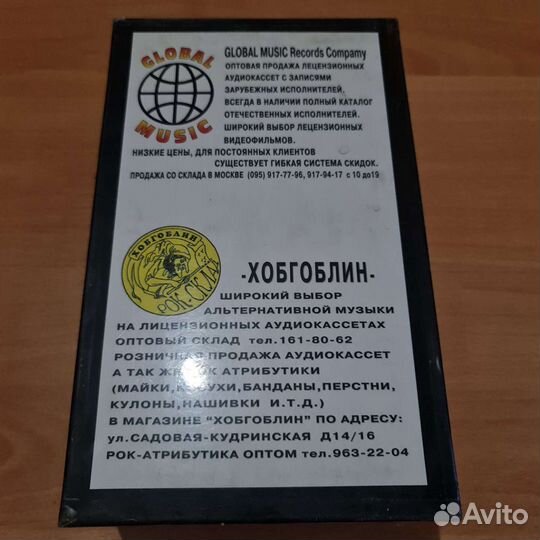 GLOBAL
MUSIC
GLOBAL MUSIC Records Compamy
ОПТОВАЯ ПРОДАЖА ЛЕЦЕНЗИОННЫХ
АУДИОКАССЕТ С ЗАПИСЯМИ
ЗАРУБЕЖНЫХ ИСПОЛНИТЕЛЕЙ.
ВСЕГДА В НАЛИЧИИ ПОЛНЫЙ КАТАЛОГ
ОТЕЧЕСТВЕННЫХ ИСПОЛНИТЕЛЕЙ.
ШИРОКИЙ ВЫБОР ЛЕЦЕНЗИОННЫХ
ВИДЕОФИЛЬМОВ.
НИЗКИЕ ЦЕНЫ, ДЛЯ ПОСТОЯННЫХ КЛИЕНТОВ
СУЩЕСТВУЕТ ГИБКАЯ СИСТЕМА СКИДОК.
ПРОДАЖА СО СКЛАДА В МОСКВЕ (095) 917-77-96, 917-94-17 с 10 до19
ХОБГОБЛИН
РОК-СКЛАД
-ХОБГОБЛИН-
ШИРОКИЙ ВЫБОР
АЛЬТЕРНАТИВНОЙ МУЗЫКИ
НА ЛИЦЕНЗИОННЫХ АУДИОКАССЕТАХ
ОПТОВЫЙ СКЛАД тел.161-80-62
РОЗНИЧНАЯ ПРОДАЖА АУДИОКАССЕТ
А ТАК ЖЕ РОК АТРИБУТИКИ
(МАЙКИ,КОСУХИ,БАНДАНЫ,ПЕРСТНИ,
КУЛОНЫ,НАШИВКИ И.Т.Д.)
В МАГАЗИНЕ "ХОБГОБЛИН" ПО АДРЕСУ:
ул.САДОВАЯ-КУДРИНСКАЯ Д14/16
РОК-АТРИБУТИКА ОПТОМ тел.963-22-04
Avito